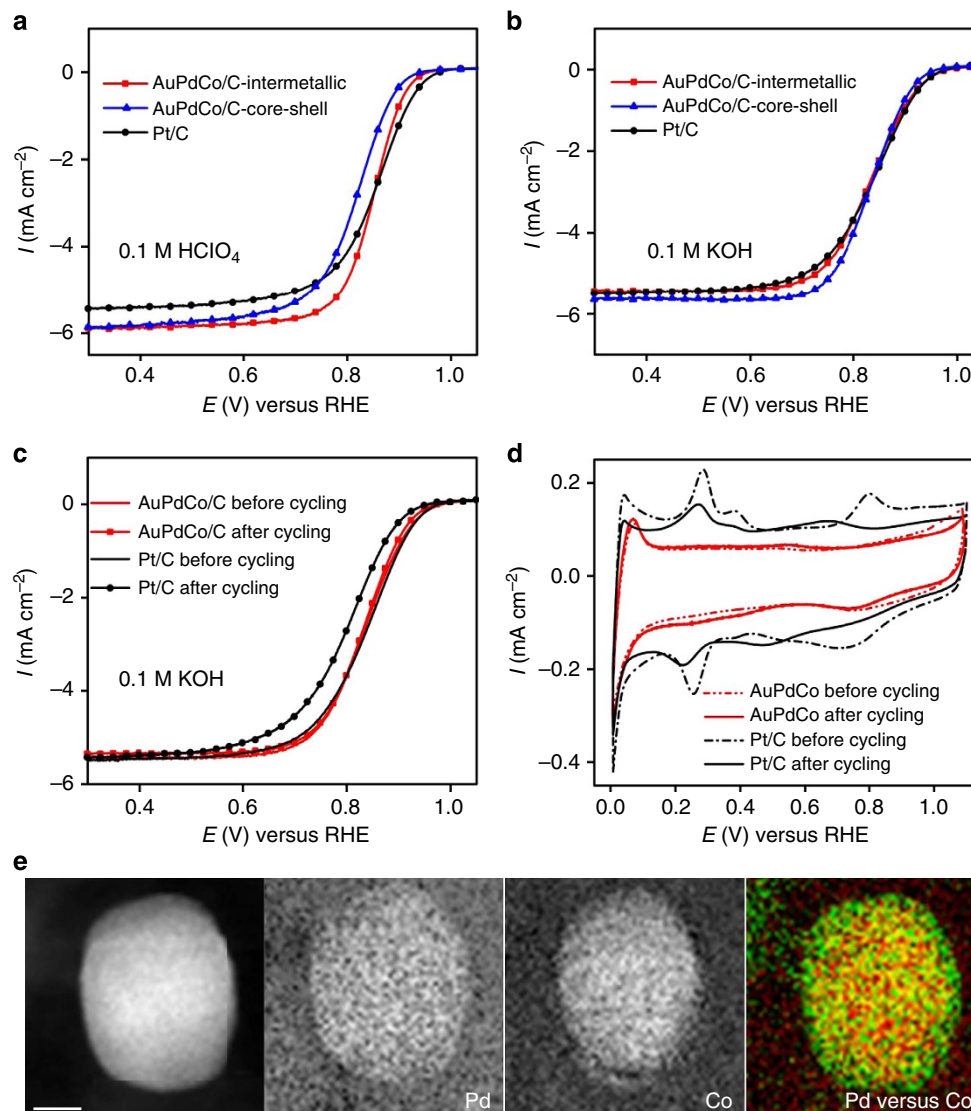 a
0
−2
−4
−6
AuPdCo/C-intermetallic
AuPdCo/C-core-shell
Pt/C
0.1 M HClO4
0.4 0.6 0.8 1.0
I (mA cm−2)
E (V) versus RHE
b
0
−2
−4
−6
AuPdCo/C-intermetallic
AuPdCo/C-core-shell
Pt/C
0.1 M KOH
0.4 0.6 0.8 1.0
I (mA cm−2)
E (V) versus RHE
c
0
−2
−4
−6
AuPdCo/C before cycling
AuPdCo/C after cycling
Pt/C before cycling
Pt/C after cycling
0.1 M KOH
0.4 0.6 0.8 1.0
I (mA cm−2)
E (V) versus RHE
d
0.2
0.0
−0.2
−0.4
AuPdCo before cycling
AuPdCo after cycling
Pt/C before cycling
Pt/C after cycling
0.0 0.2 0.4 0.6 0.8 1.0
I (mA cm−2)
E (V) versus RHE
e
Pd
Co
Pd versus Co